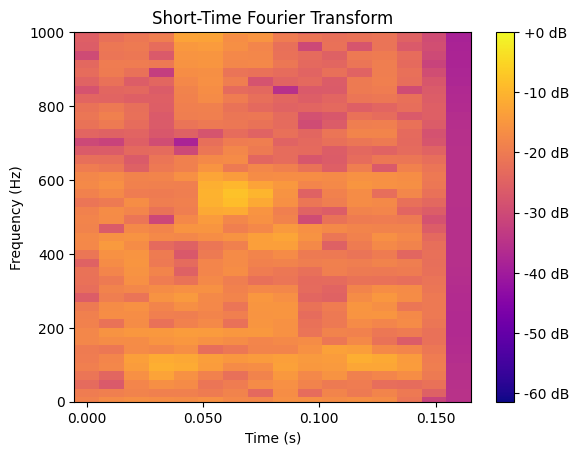 Short-Time Fourier Transform
Frequency (Hz)
1000
800
600
400
200
0
0.000 0.050 0.100 0.150
Time (s)
+0 dB
-10 dB
-20 dB
-30 dB
-40 dB
-50 dB
-60 dB